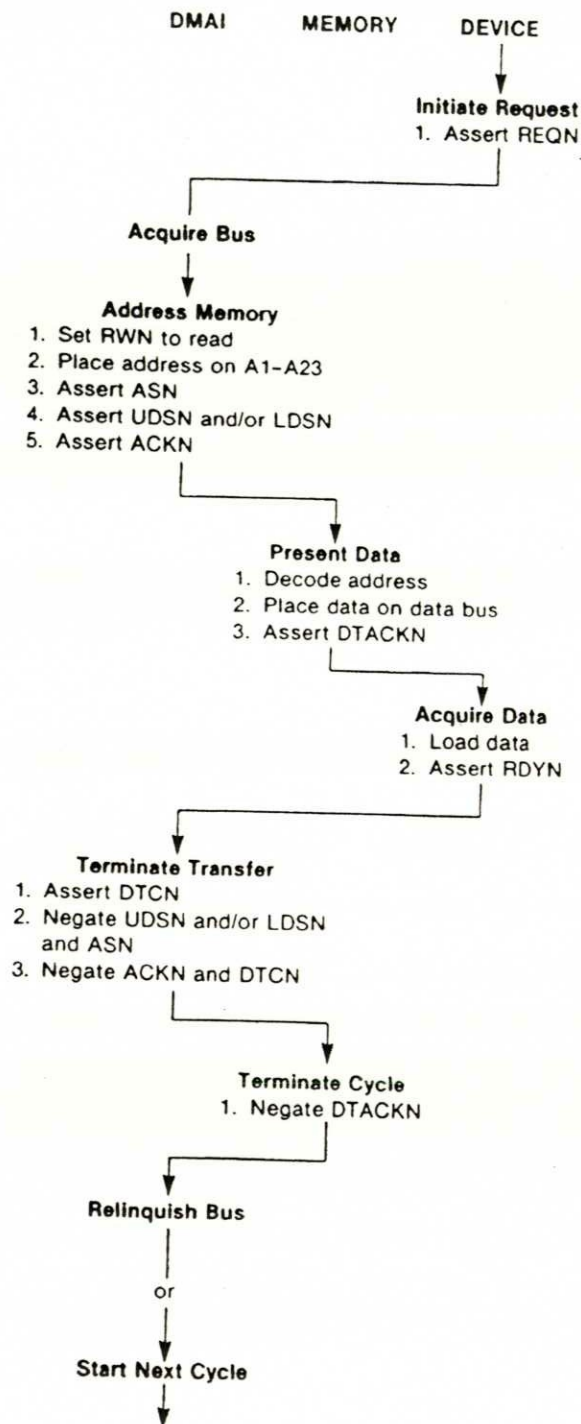 DMAI MEMORY DEVICE
Initiate Request
1. Assert REQN
Acquire Bus
Address Memory
1. Set RWN to read
2. Place address on A1-A23
3. Assert ASN
4. Assert UDSN and/or LDSN
5. Assert ACKN
Present Data
1. Decode address
2. Place data on data bus
3. Assert DTACKN
Acquire Data
1. Load data
2. Assert RDYN
Terminate Transfer
1. Assert DTCN
2. Negate UDSN and/or LDSN
and ASN
3. Negate ACKN and DTCN
Terminate Cycle
1. Negate DTACKN
Relinquish Bus
or
Start Next Cycle